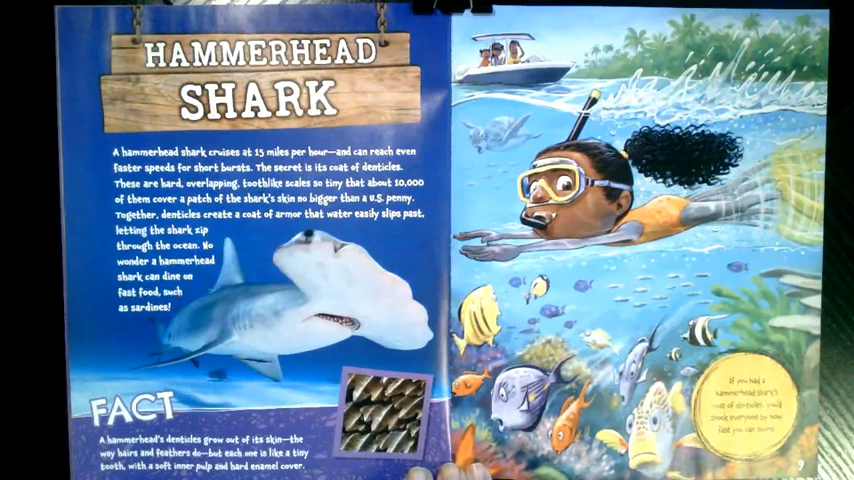 HAMMERHEAD
SHARK
A hammerhead shark cruises at 15 miles per hour—and can reach even
faster speeds for short bursts. The secret is its coat of denticles.
These are hard, overlapping, toothlike scales so tiny that about 10,000
of them cover a patch of the shark's skin no bigger than a U.S. penny.
Together, denticles create a coat of armor that water easily slips past,
letting the shark zip
through the ocean. No
wonder a hammerhead
shark can dine on
fast food, such
as sardines!
FACT
A hammerhead's denticles grow out of its skin—the
way hairs and feathers do—but each one is like a tiny
tooth, with a soft inner pulp and hard enamel cover.
If you had a
hammerhead shark's
coat of denticles, you'd
shock everyone by how
fast you can swim!
9